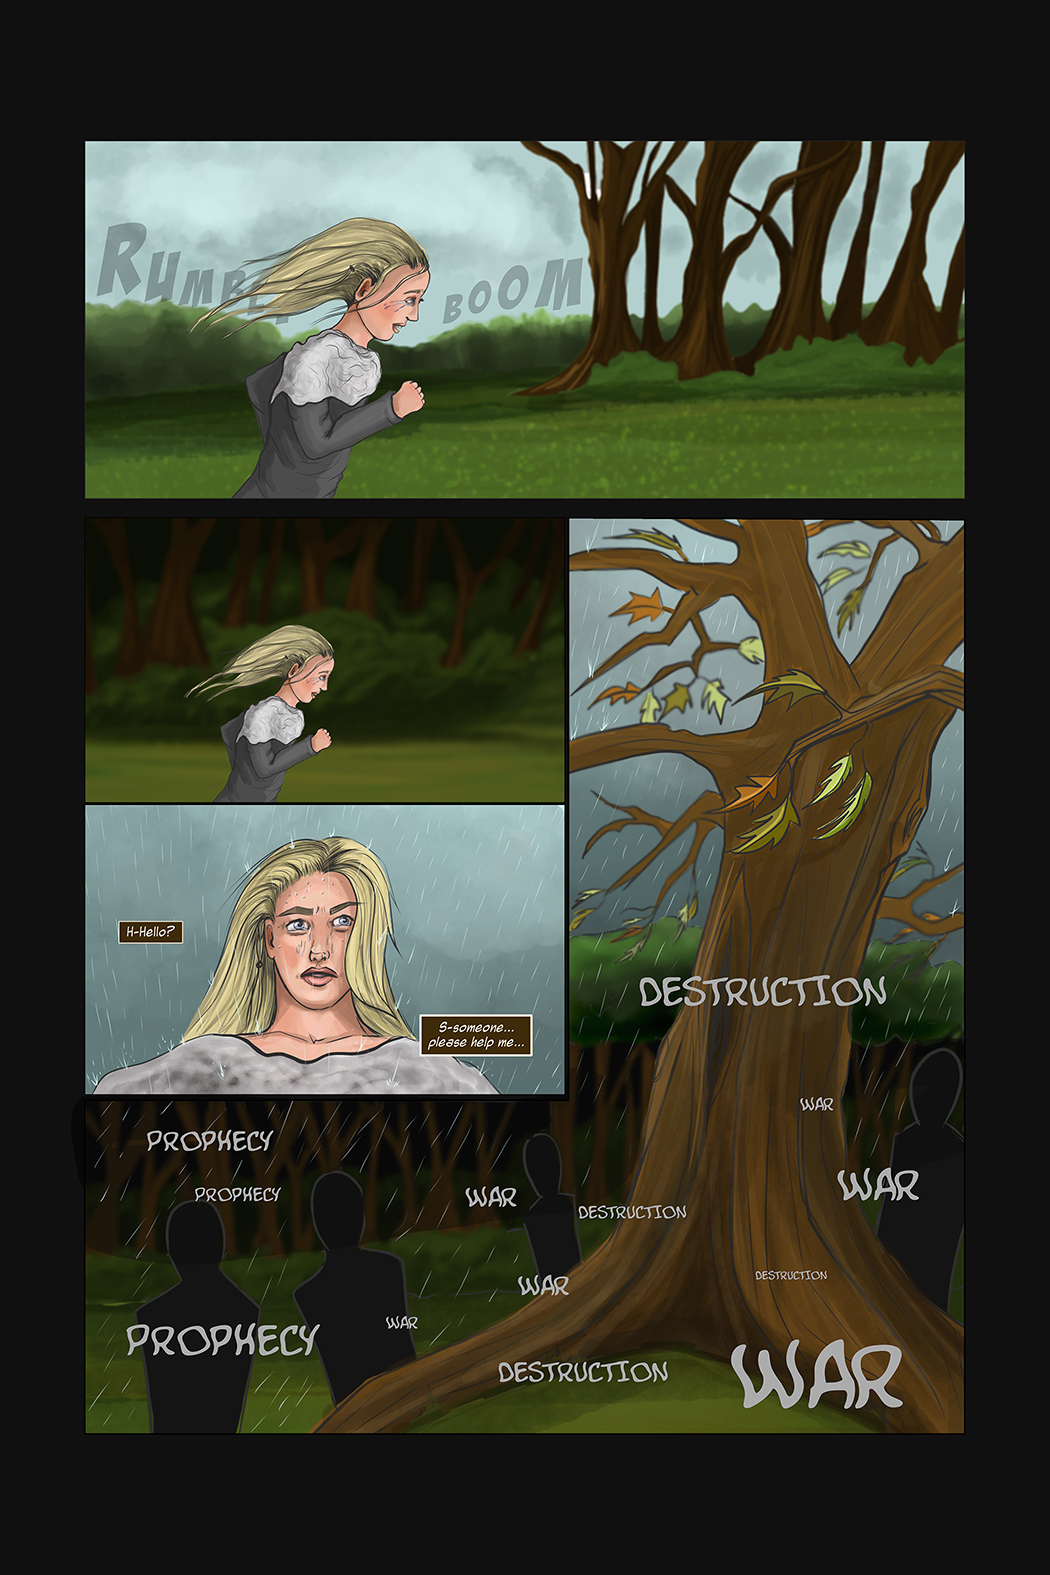 RUMBLE
BOOM
H-Hello?
S-someone...
please help me...
DESTRUCTION
WAR
PROPHECY
PROPHECY
WAR
WAR
DESTRUCTION
WAR
DESTRUCTION
PROPHECY
WAR
DESTRUCTION
WAR